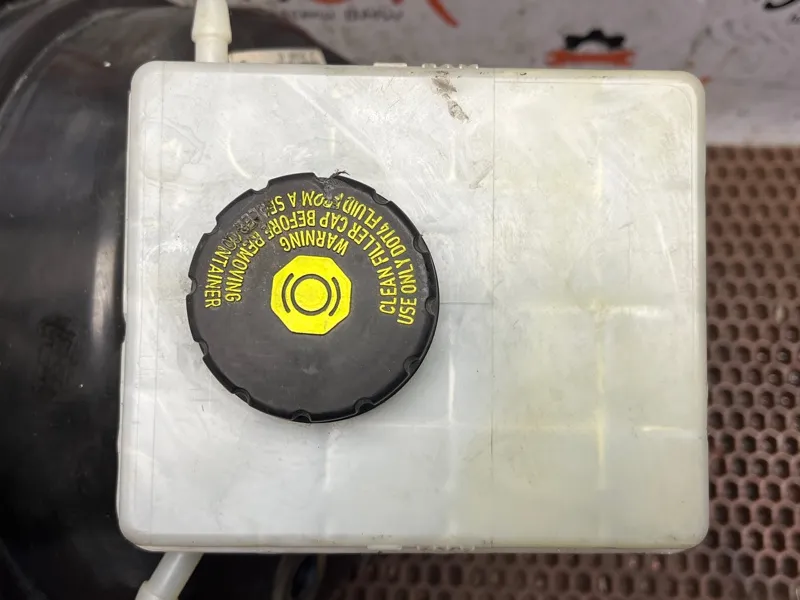 WARNING
CLEAN FILLER CAP BEFORE REMOVING
USE ONLY DOT4 FLUID FROM A SEALED CONTAINER